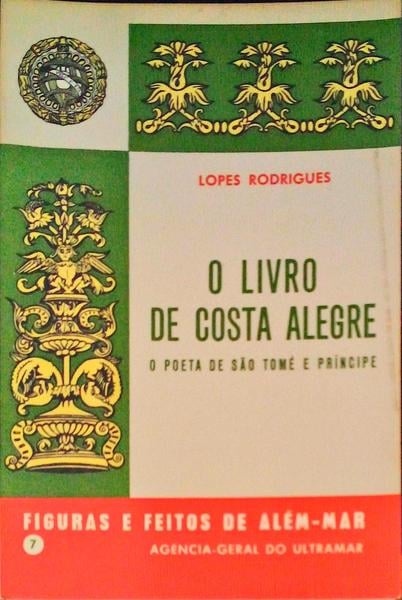 LOPES RODRIGUES
O LIVRO
DE COSTA ALEGRE
O POETA DE SÃO TOMÉ E PRÍNCIPE
FIGURAS E FEITOS DE ALÉM-MAR
7
AGENCIA-GERAL DO ULTRAMAR